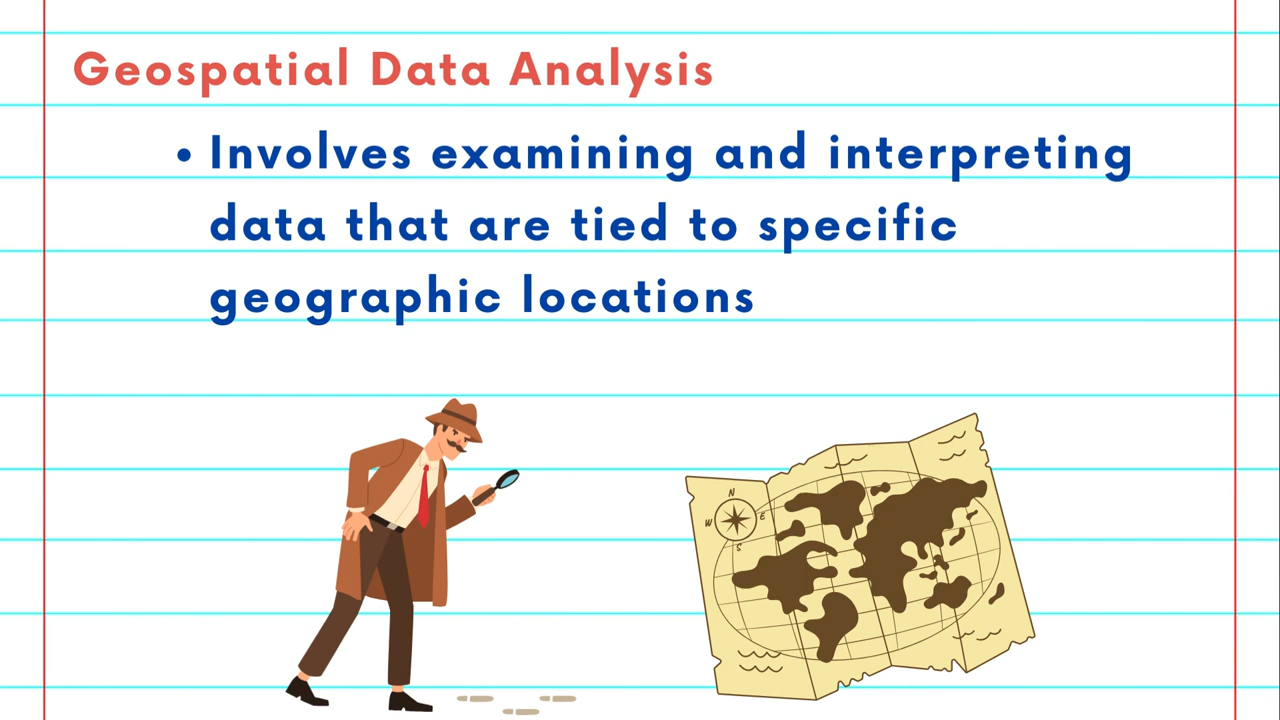 Geospatial Data Analysis
• Involves examining and interpreting
data that are tied to specific
geographic locations
N
W
E
S